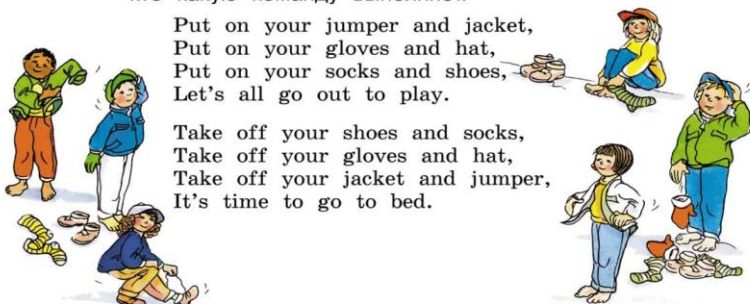 Put on your jumper and jacket,
Put on your gloves and hat,
Put on your socks and shoes,
Let's all go out to play.
Take off your shoes and socks,
Take off your gloves and hat,
Take off your jacket and jumper,
It's time to go to bed.